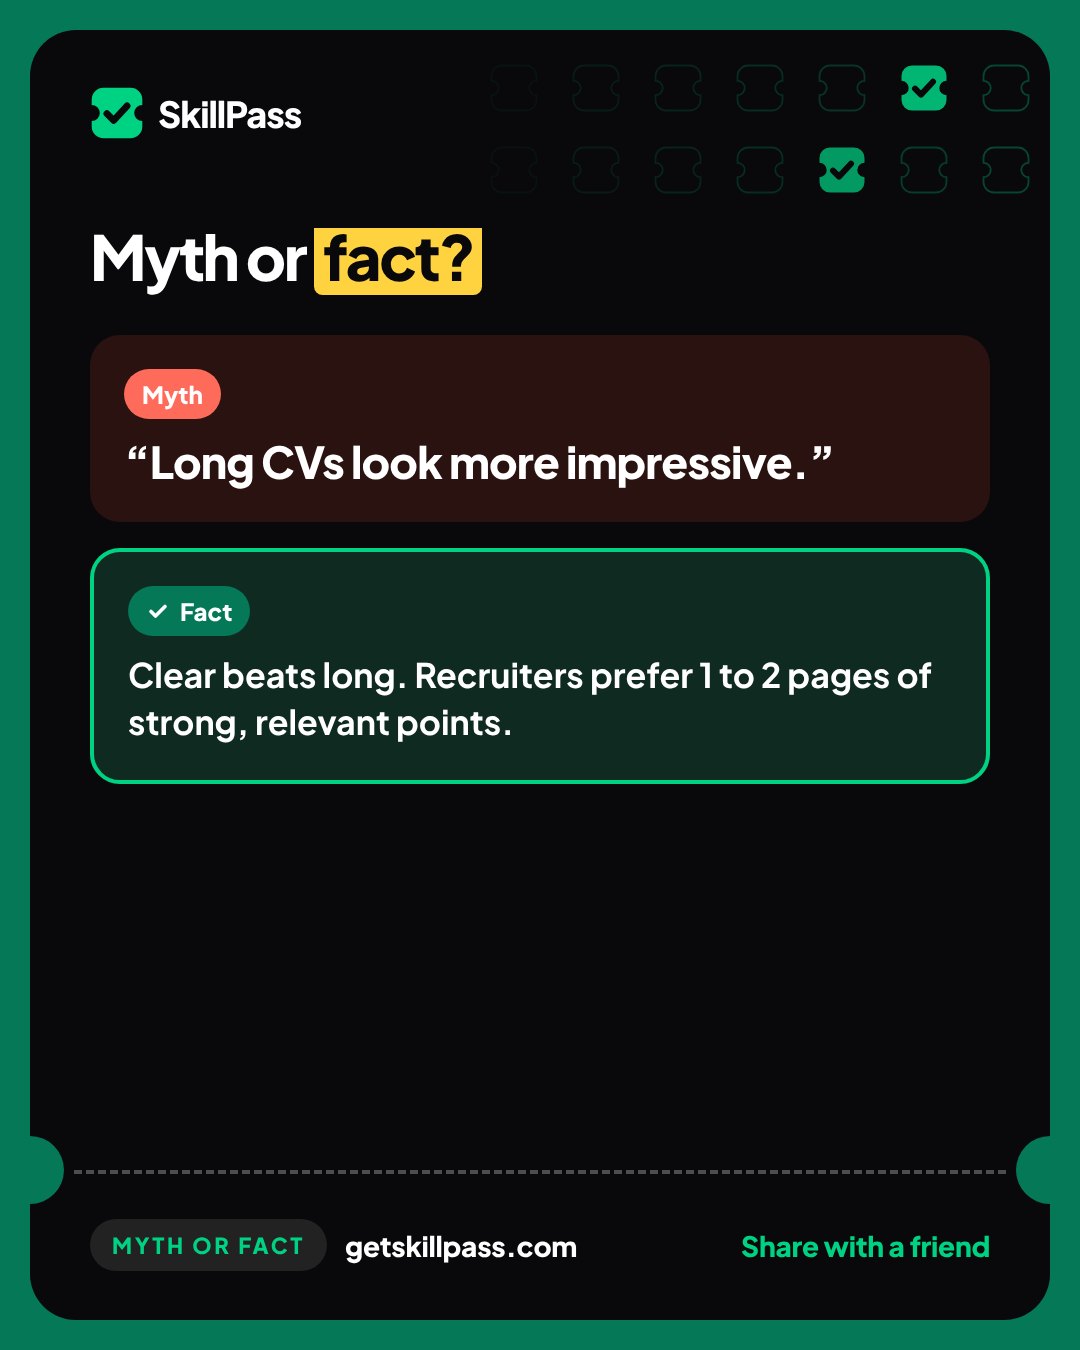 SkillPass
Myth or fact?
Myth
“Long CVs look more impressive.”
Fact
Clear beats long. Recruiters prefer 1 to 2 pages of
strong, relevant points.
MYTH OR FACT
getskillpass.com
Share with a friend